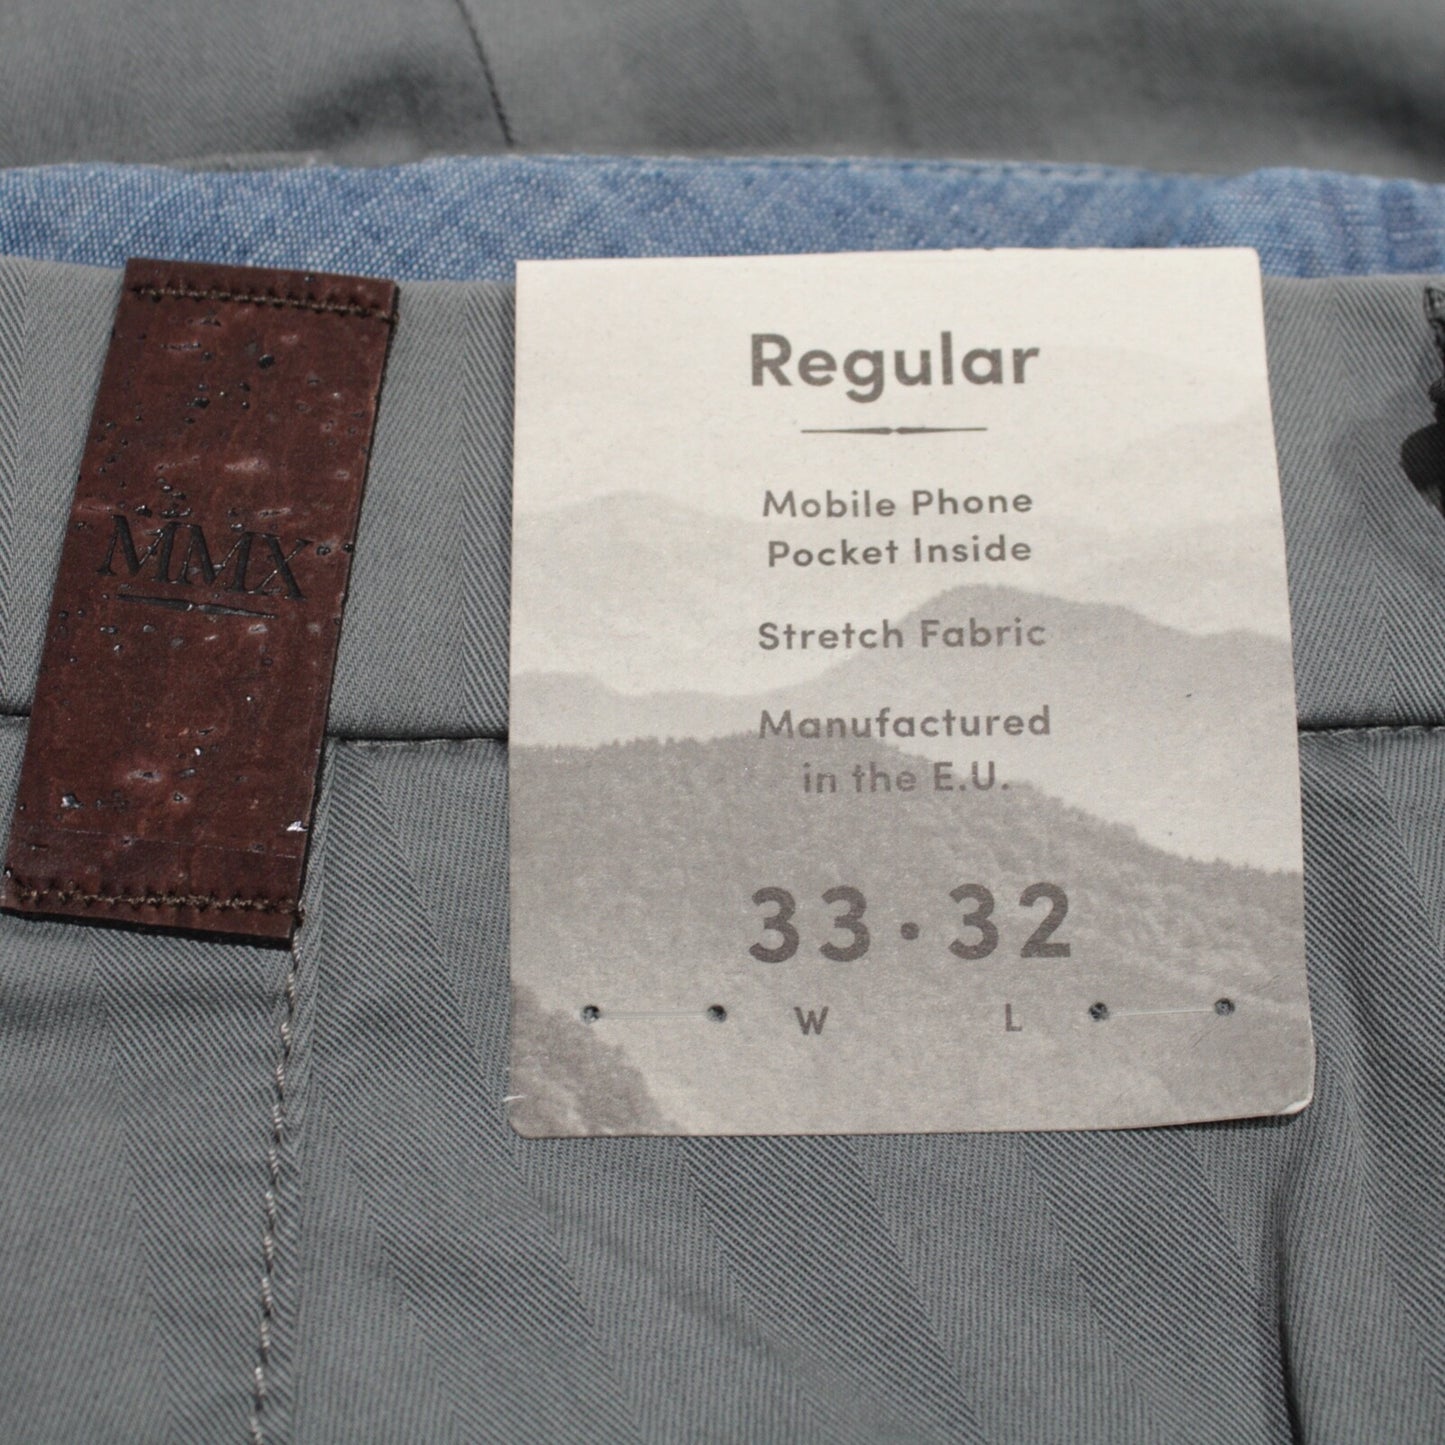 MMX
Regular
Mobile Phone
Pocket Inside
Stretch Fabric
Manufactured
in the E.U.
33·32
W L